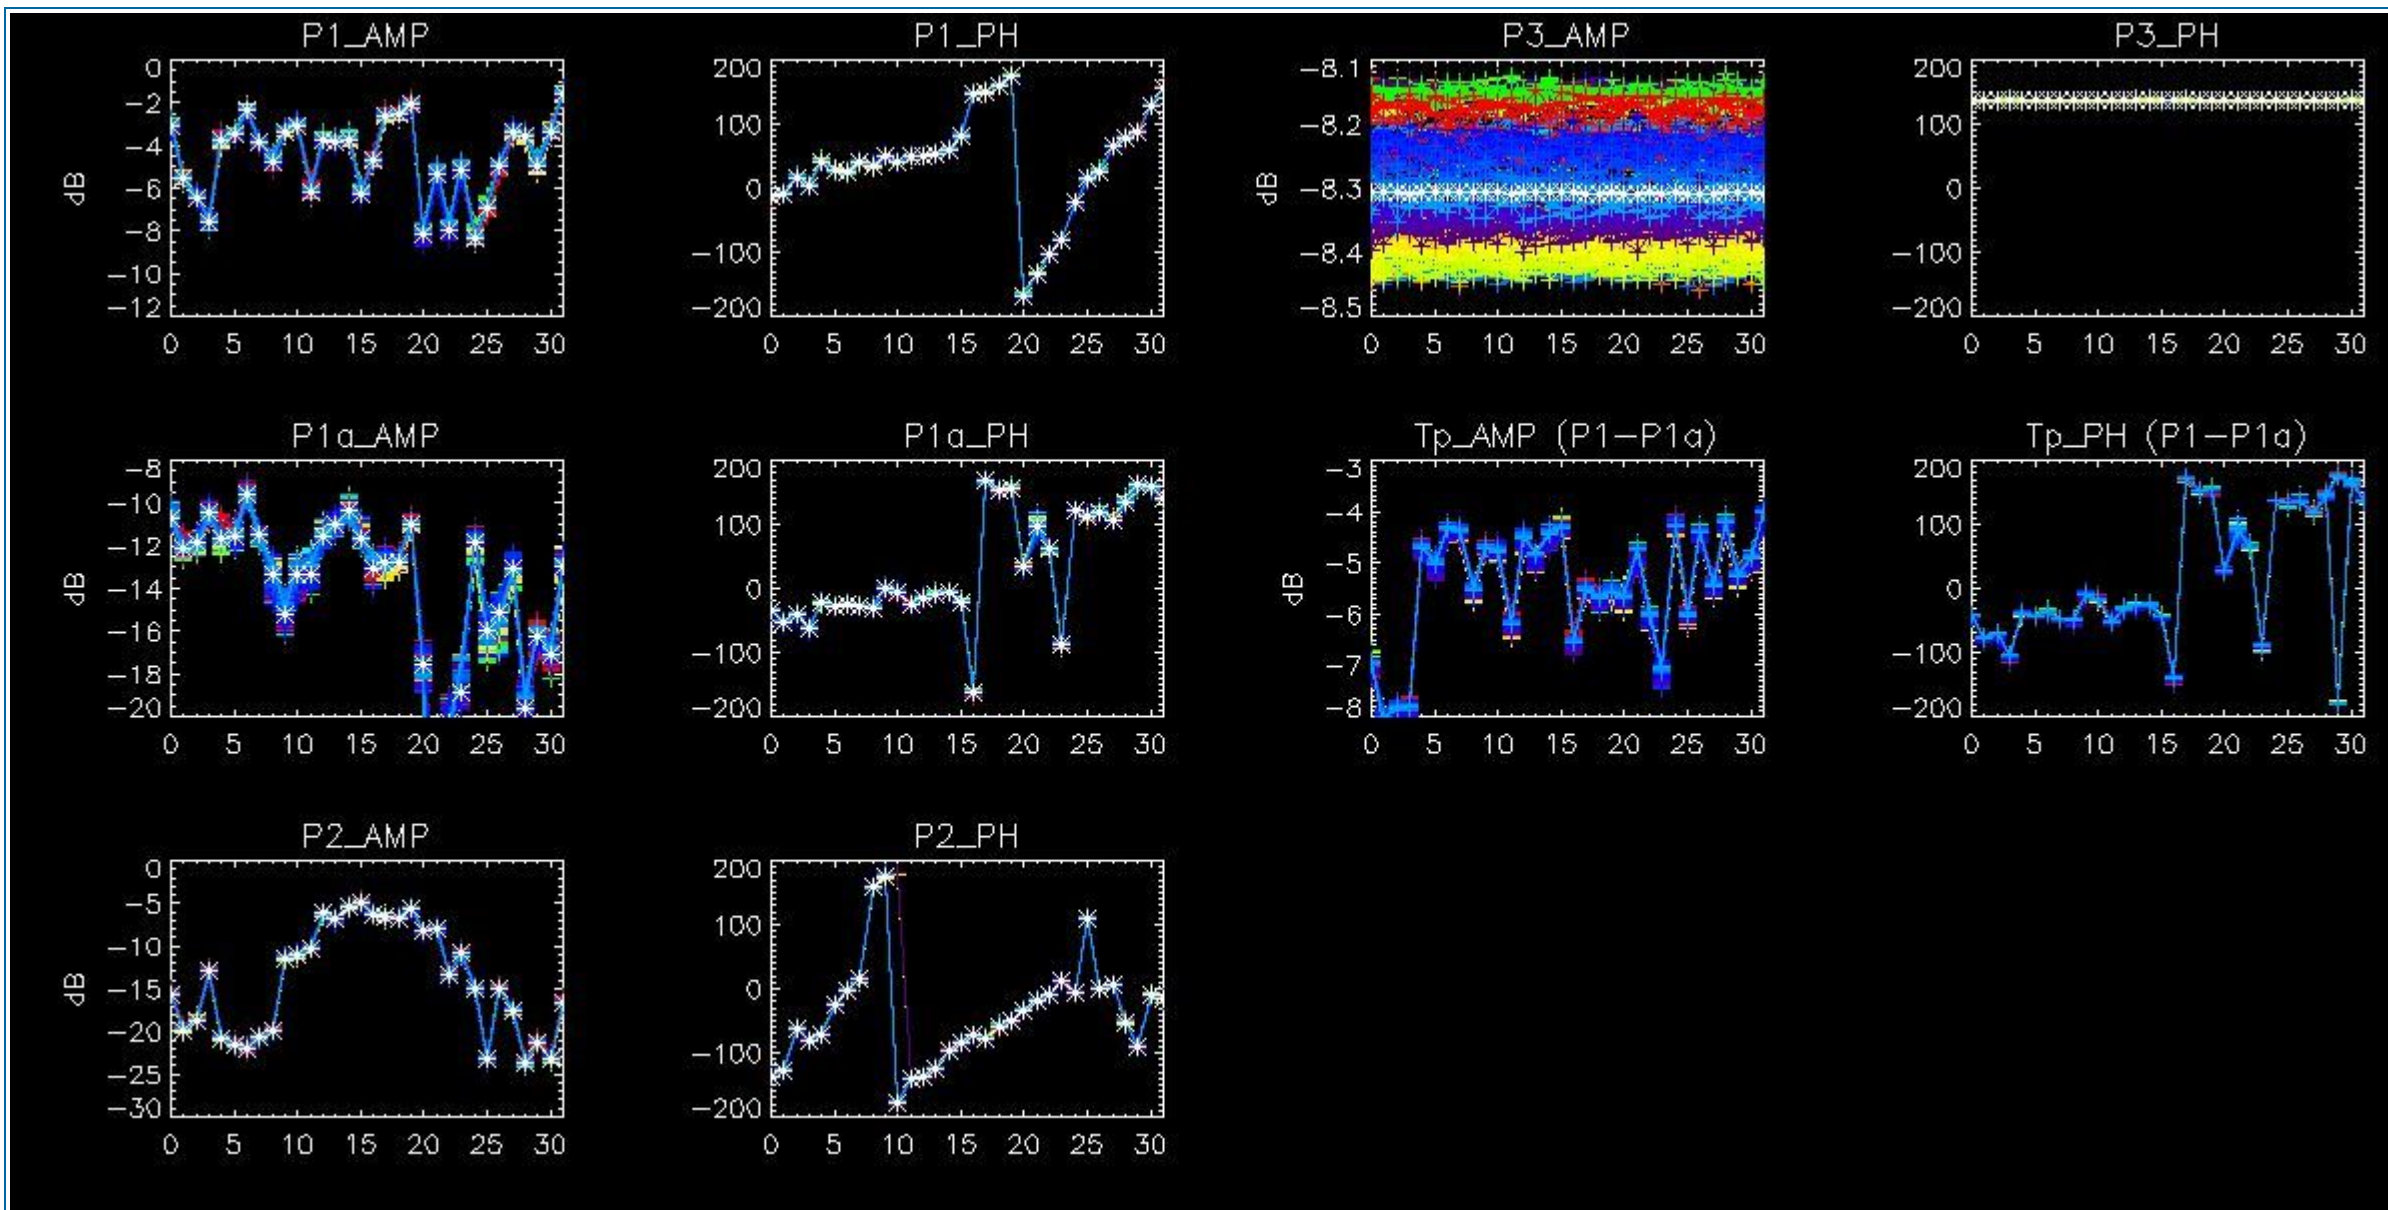 P1_AMP
0
−2
−4
−6
−8
−10
−12
dB
0 5 10 15 20 25 30
P1_PH
200
100
0
−100
−200
0 5 10 15 20 25 30
P3_AMP
−8.1
−8.2
−8.3
−8.4
−8.5
dB
0 5 10 15 20 25 30
P3_PH
200
100
0
−100
−200
0 5 10 15 20 25 30
P1a_AMP
−8
−10
−12
−14
−16
−18
−20
dB
0 5 10 15 20 25 30
P1a_PH
200
100
0
−100
−200
0 5 10 15 20 25 30
Tp_AMP (P1−P1a)
−3
−4
−5
−6
−7
−8
dB
0 5 10 15 20 25 30
Tp_PH (P1−P1a)
200
100
0
−100
−200
0 5 10 15 20 25 30
P2_AMP
0
−5
−10
−15
−20
−25
−30
dB
0 5 10 15 20 25 30
P2_PH
200
100
0
−100
−200
0 5 10 15 20 25 30